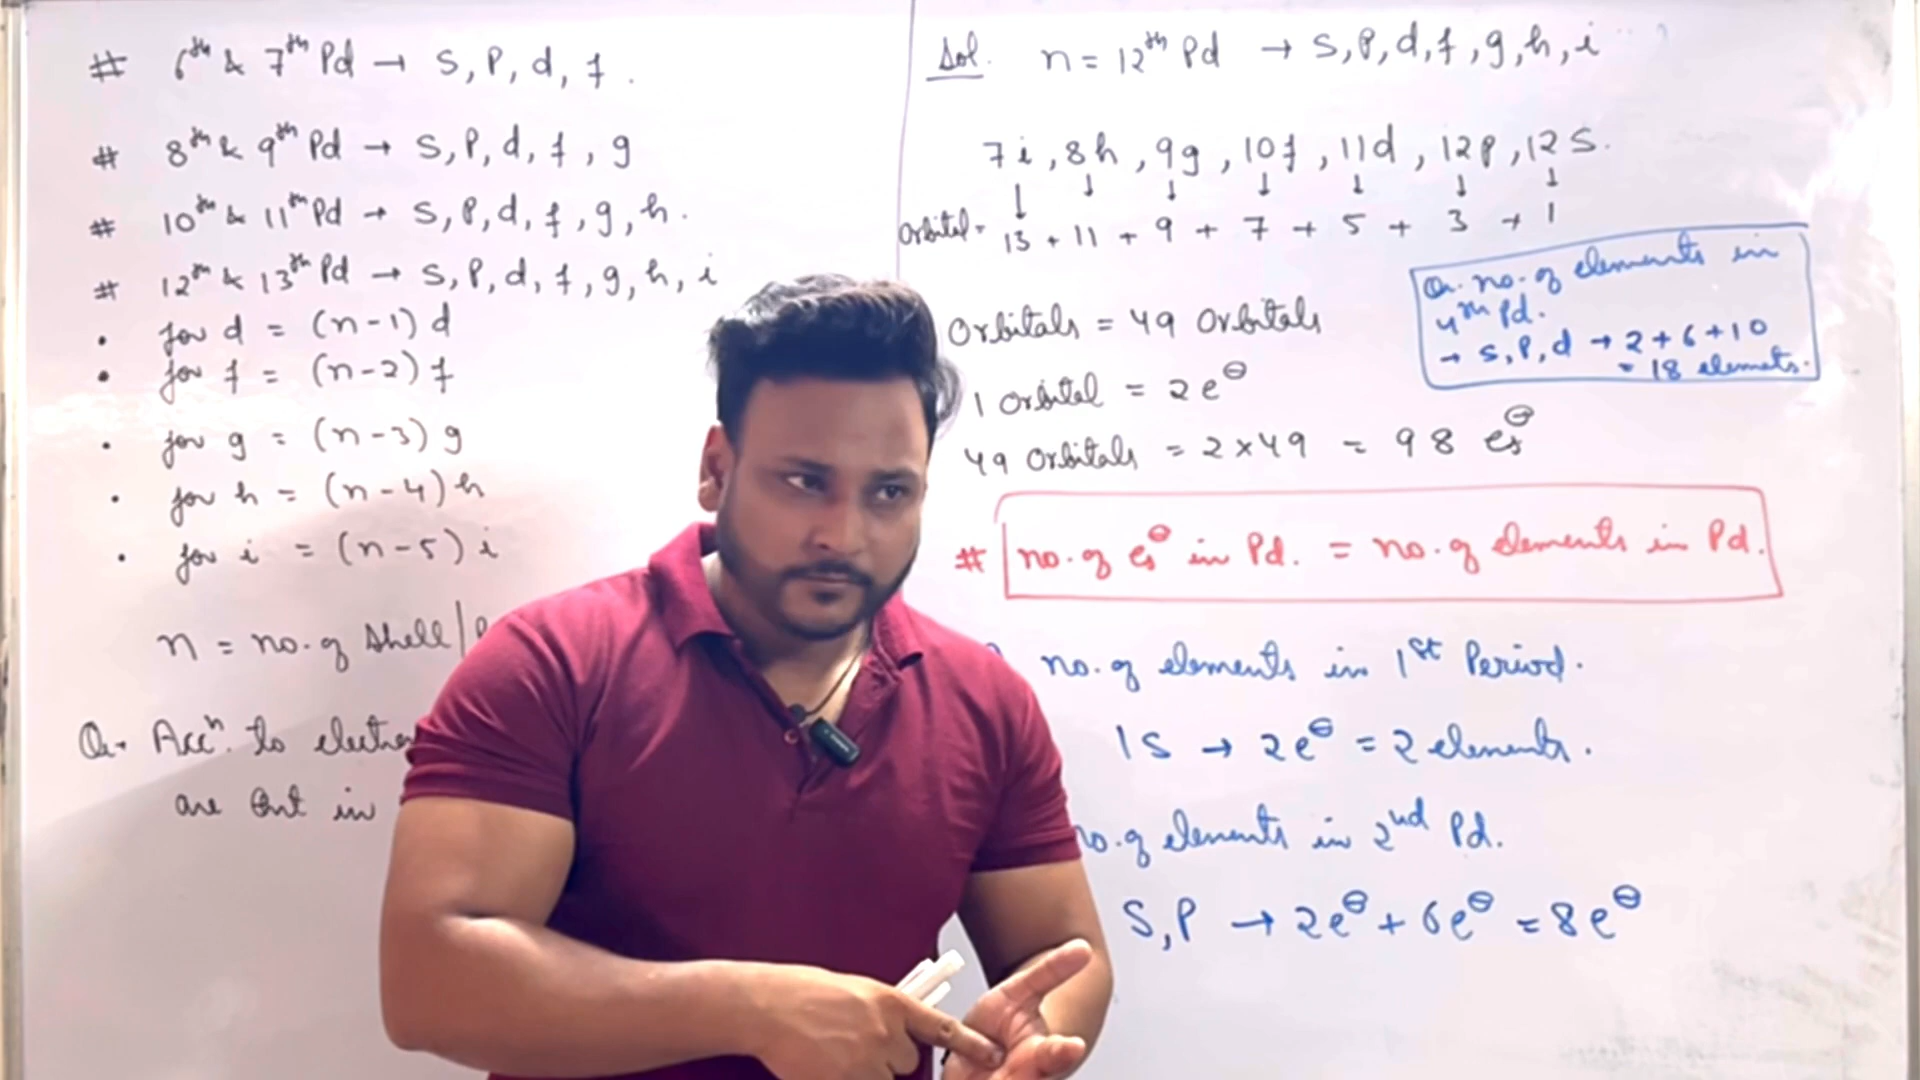 # 6th & 7th Pd → S, P, d, f.
# 8th & 9th Pd → S, P, d, f, g
# 10th & 11th Pd → S, P, d, f, g, h.
# 12th & 13th Pd → S, P, d, f, g, h, i
• for d = (n-1) d
• for f = (n-2) f
• for g = (n-3) g
• for h = (n-4) h
• for i = (n-5) i
n = no. of shell/
Q. Accn. to
are in
Sol. n = 12th Pd → S, P, d, f, g, h, i
7i, 8h, 9g, 10f, 11d, 12p, 12s.
↓ ↓ ↓ ↓ ↓ ↓ ↓
Orbital = 13 + 11 + 9 + 7 + 5 + 3 + 1
Orbitals = 49 Orbitals
1 Orbital = 2e⊖
49 Orbitals = 2×49 = 98 es⊖
Q. no. of elements in
4th Pd.
→ S, P, d → 2+6+10
= 18 elemets.
# no. of es⊖ in Pd. = no. of elements in Pd.
no. of elements in 1st Period.
1S → 2e⊖ = 2 elements.
no. of elements in 2nd Pd.
S, P → 2e⊖ + 6e⊖ = 8e⊖